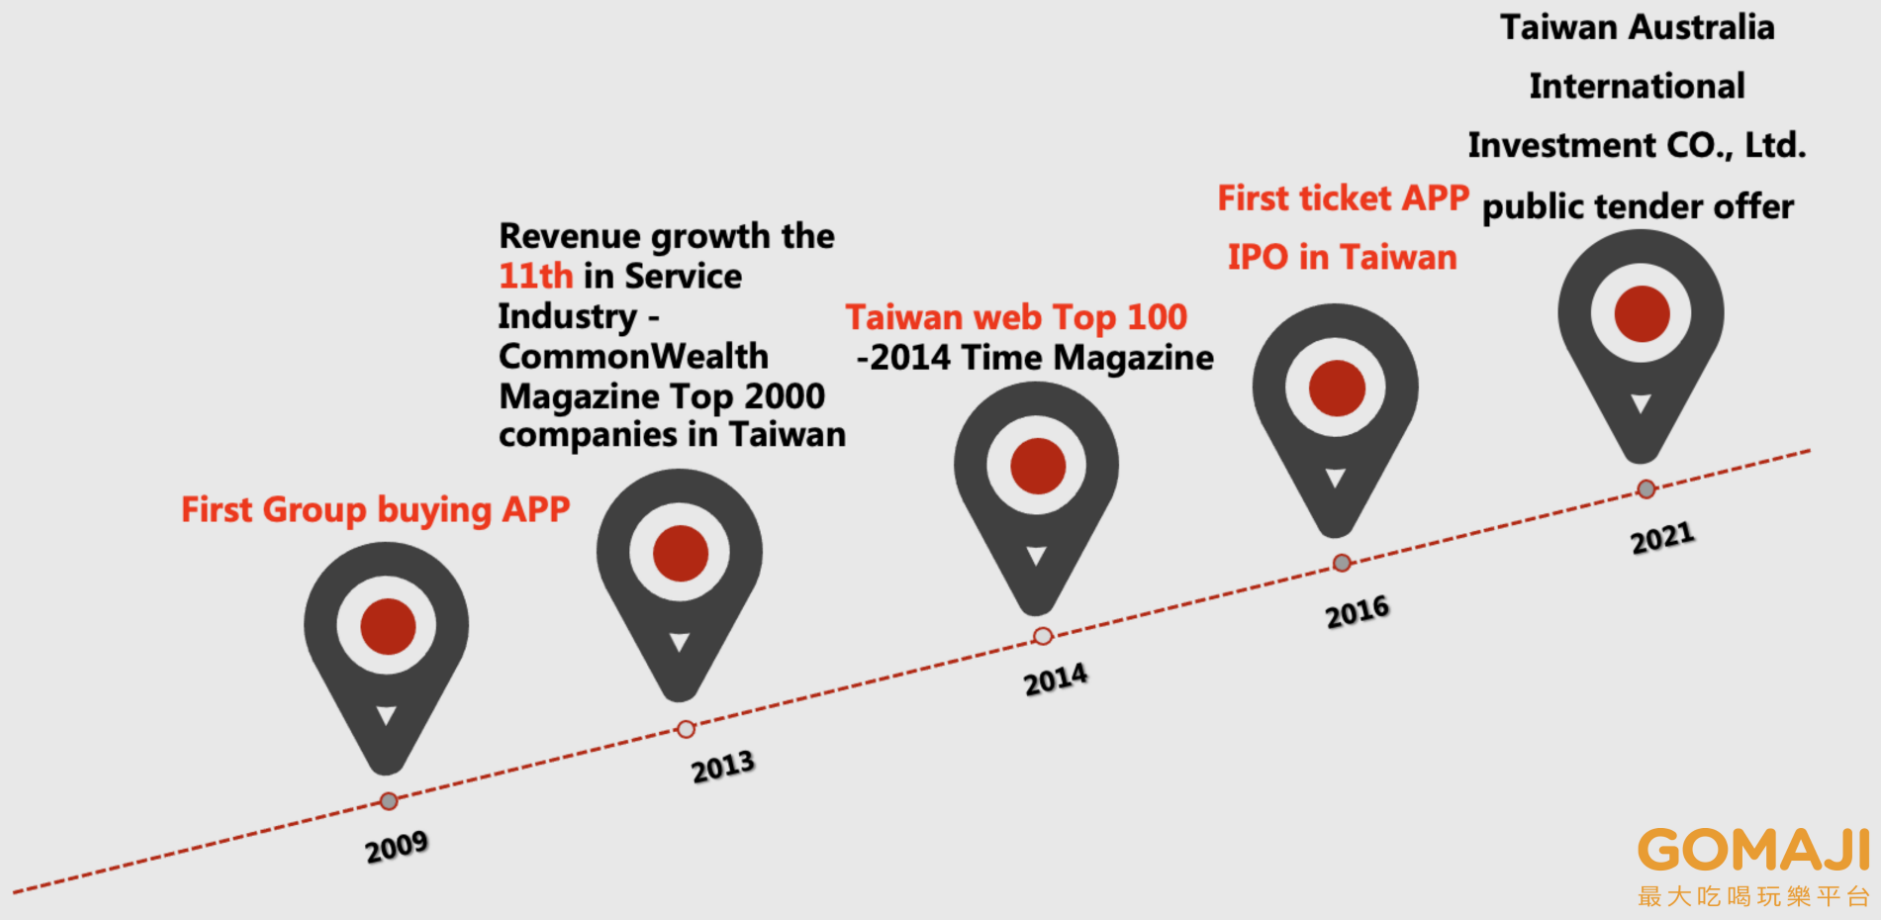 First Group buying APP
2009
Revenue growth the
11th in Service
Industry -
CommonWealth
Magazine Top 2000
companies in Taiwan
2013
Taiwan web Top 100
-2014 Time Magazine
2014
First ticket APP
IPO in Taiwan
2016
Taiwan Australia
International
Investment CO., Ltd.
public tender offer
2021
GOMAJI
最大吃喝玩樂平台